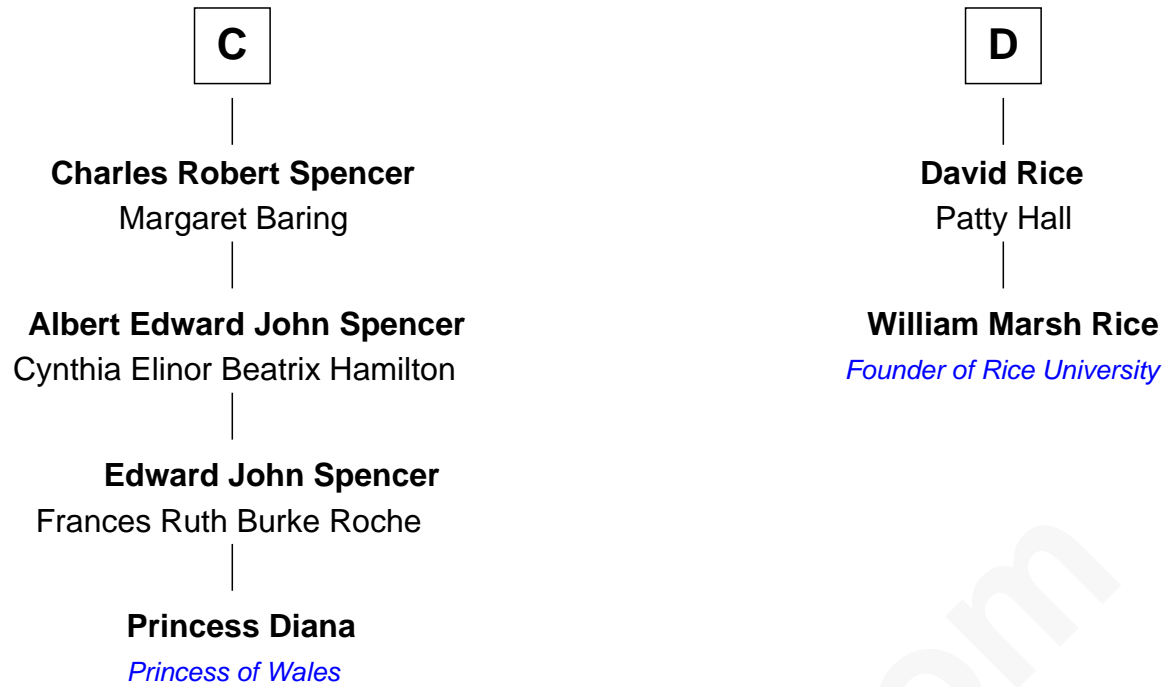 C
Charles Robert Spencer
Margaret Baring
Albert Edward John Spencer
Cynthia Elinor Beatrix Hamilton
Edward John Spencer
Frances Ruth Burke Roche
Princess Diana
Princess of Wales
D
David Rice
Patty Hall
William Marsh Rice
Founder of Rice University
om